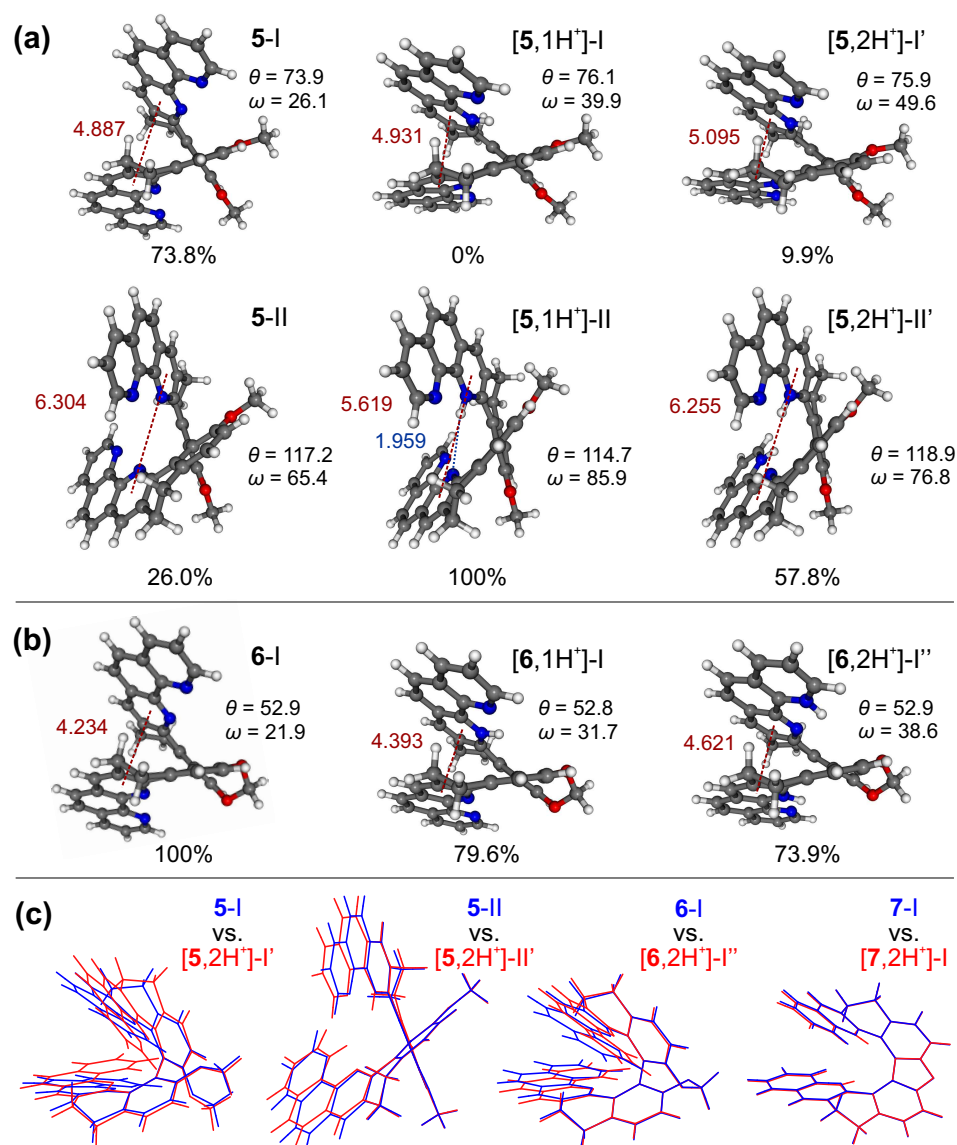 (a)
5-I
θ = 73.9
ω = 26.1
4.887
73.8%
[5,1H⁺]-I
θ = 76.1
ω = 39.9
4.931
0%
[5,2H⁺]-I'
θ = 75.9
ω = 49.6
5.095
9.9%
5-II
6.304
θ = 117.2
ω = 65.4
26.0%
[5,1H⁺]-II
5.619
1.959
θ = 114.7
ω = 85.9
100%
[5,2H⁺]-II'
6.255
θ = 118.9
ω = 76.8
57.8%
(b)
6-I
θ = 52.9
ω = 21.9
4.234
100%
[6,1H⁺]-I
θ = 52.8
ω = 31.7
4.393
79.6%
[6,2H⁺]-I''
θ = 52.9
ω = 38.6
4.621
73.9%
(c)
5-I
vs.
[5,2H⁺]-I'
5-II
vs.
[5,2H⁺]-II'
6-I
vs.
[6,2H⁺]-I''
7-I
vs.
[7,2H⁺]-I